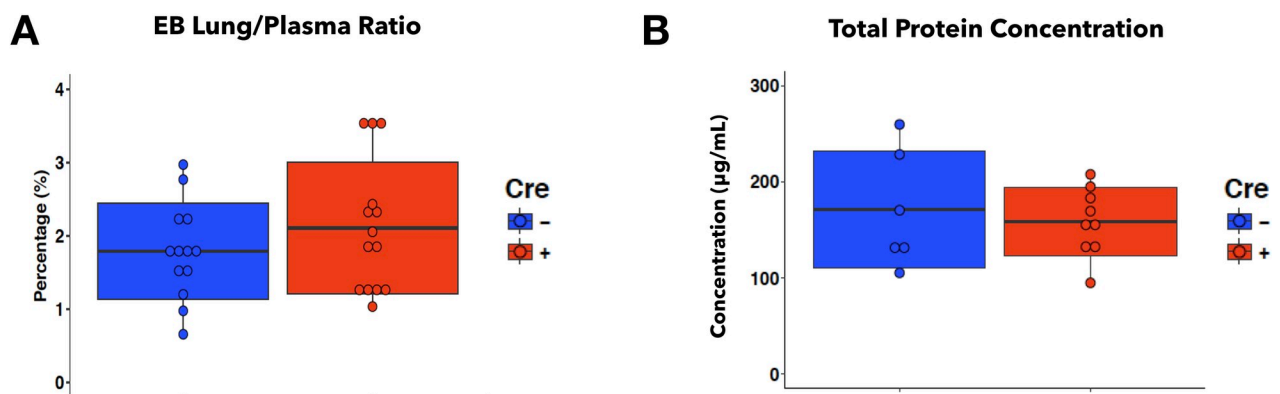 A
EB Lung/Plasma Ratio
Percentage (%)
4
3
2
1
0
Cre
−
+
B
Total Protein Concentration
Concentration (μg/mL)
300
200
100
0
Cre
−
+